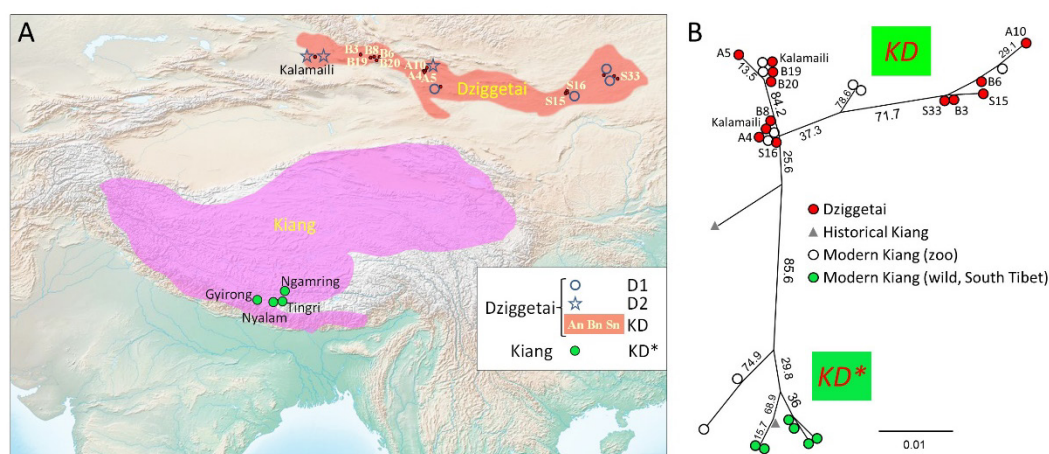 A
B3
B8
B6
Kalamaili
B19
B20
A10
A4
A5
S16
S33
S15
Dziggetai
Kiang
Ngamring
Gyirong
Tingri
Nyalam
Dziggetai
D1
D2
An Bn Sn
KD
Kiang
KD*
B
A5
13.5
Kalamaili
B19
B20
84.2
B8
Kalamaili
A4
S16
KD
78.6
37.3
71.7
A10
29.1
B6
S15
S33
B3
25.6
Dziggetai
Historical Kiang
Modern Kiang (zoo)
Modern Kiang (wild, South Tibet)
85.6
74.9
29.8
KD*
36
68.9
15.7
0.01